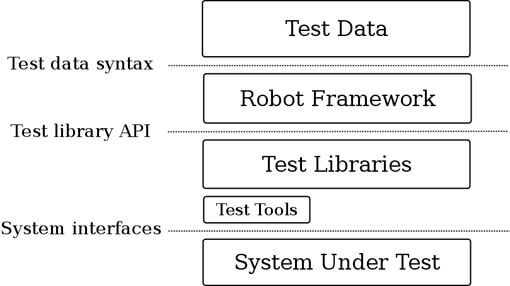 Test Data
Test data syntax
Robot Framework
Test library API
Test Libraries
Test Tools
System interfaces
System Under Test